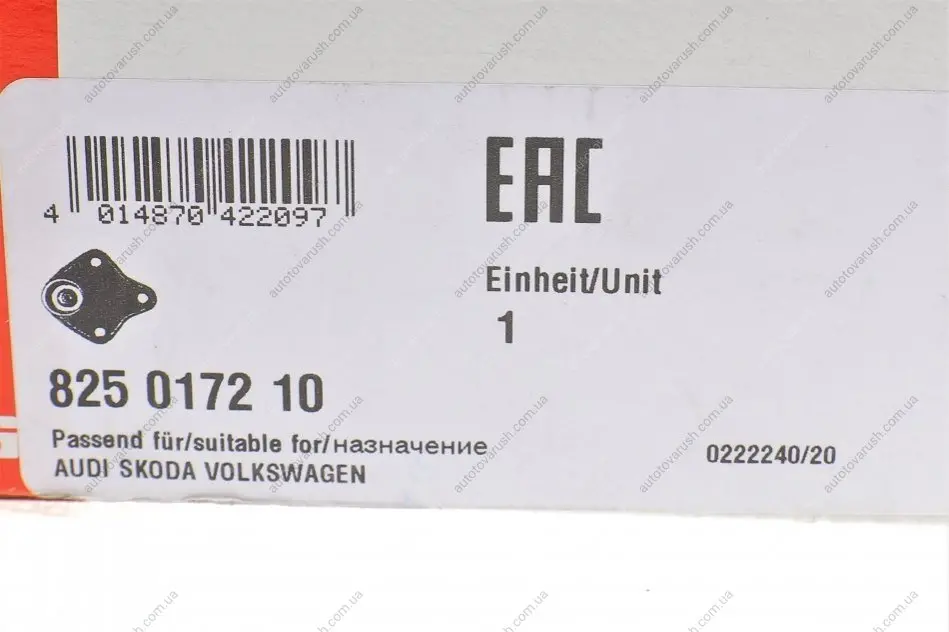 EAC
4 014870 422097
Einheit/Unit
1
825 0172 10
Passend für/suitable for/назначение
AUDI SKODA VOLKSWAGEN
0222240/20
autotovarush.com.ua